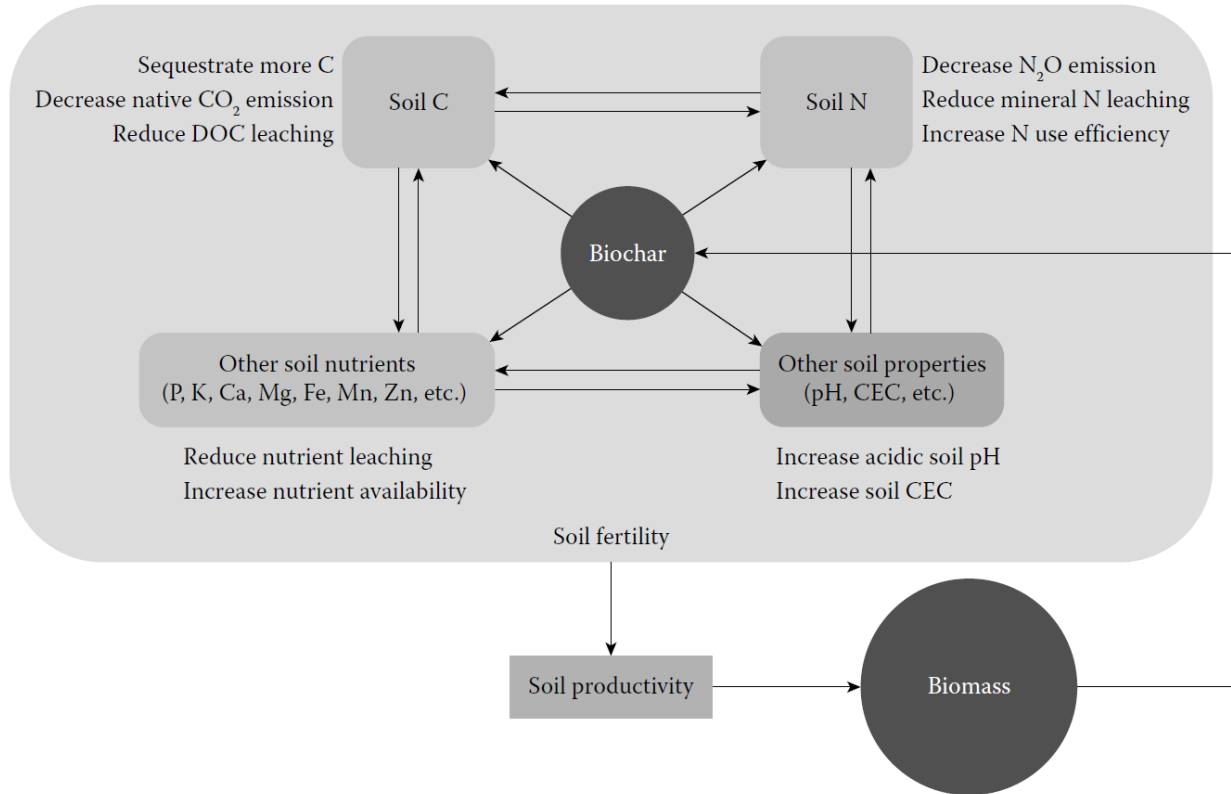 Sequestrate more C
Decrease native CO₂ emission
Reduce DOC leaching
Soil C
Soil N
Decrease N₂O emission
Reduce mineral N leaching
Increase N use efficiency
Biochar
Other soil nutrients
(P, K, Ca, Mg, Fe, Mn, Zn, etc.)
Other soil properties
(pH, CEC, etc.)
Reduce nutrient leaching
Increase nutrient availability
Increase acidic soil pH
Increase soil CEC
Soil fertility
Soil productivity
Biomass